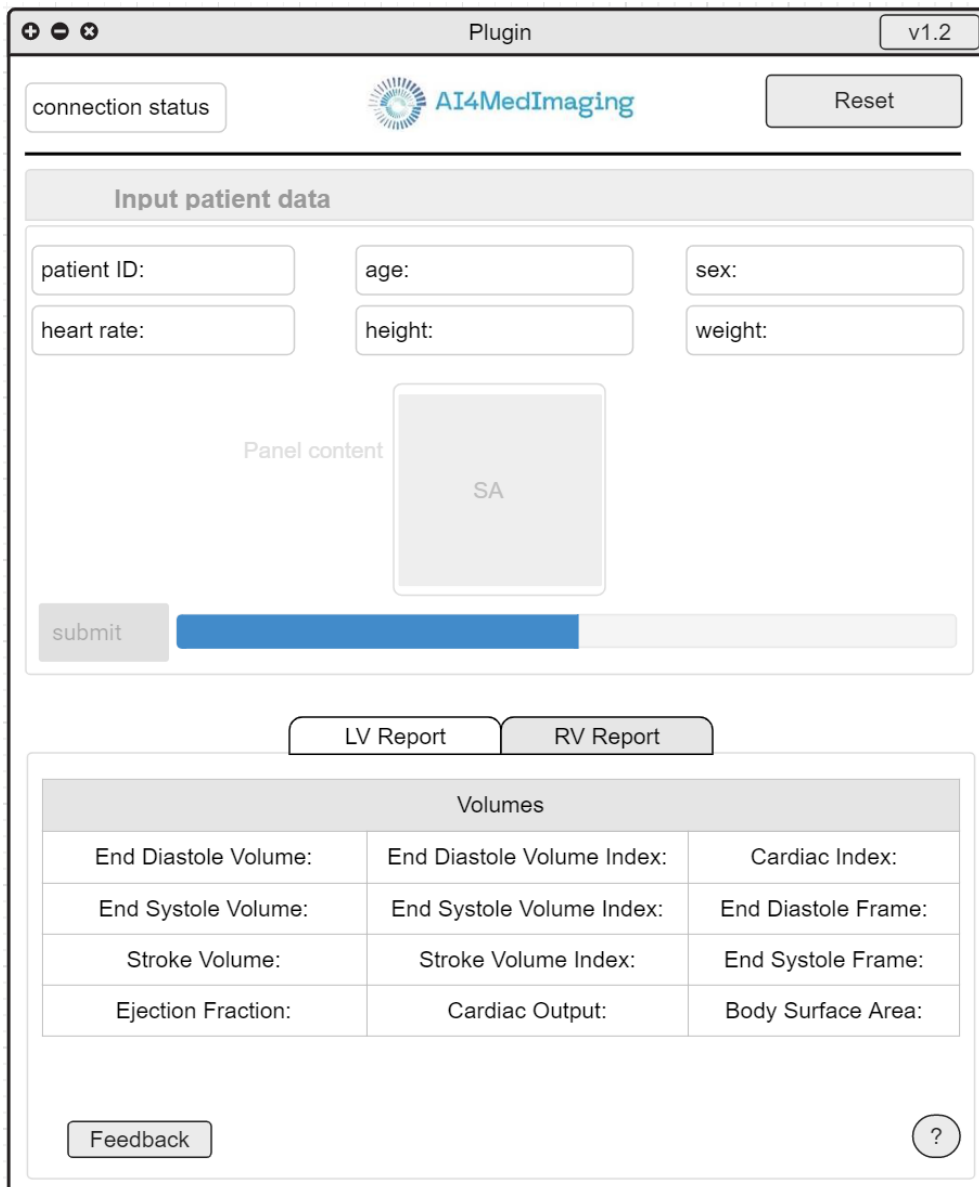 Plugin
v1.2
connection status
AI4MedImaging
Reset
Input patient data
patient ID:
age:
sex:
heart rate:
height:
weight:
Panel content
SA
submit
LV Report
RV Report
Volumes
End Diastole Volume:
End Diastole Volume Index:
Cardiac Index:
End Systole Volume:
End Systole Volume Index:
End Diastole Frame:
Stroke Volume:
Stroke Volume Index:
End Systole Frame:
Ejection Fraction:
Cardiac Output:
Body Surface Area:
Feedback
?